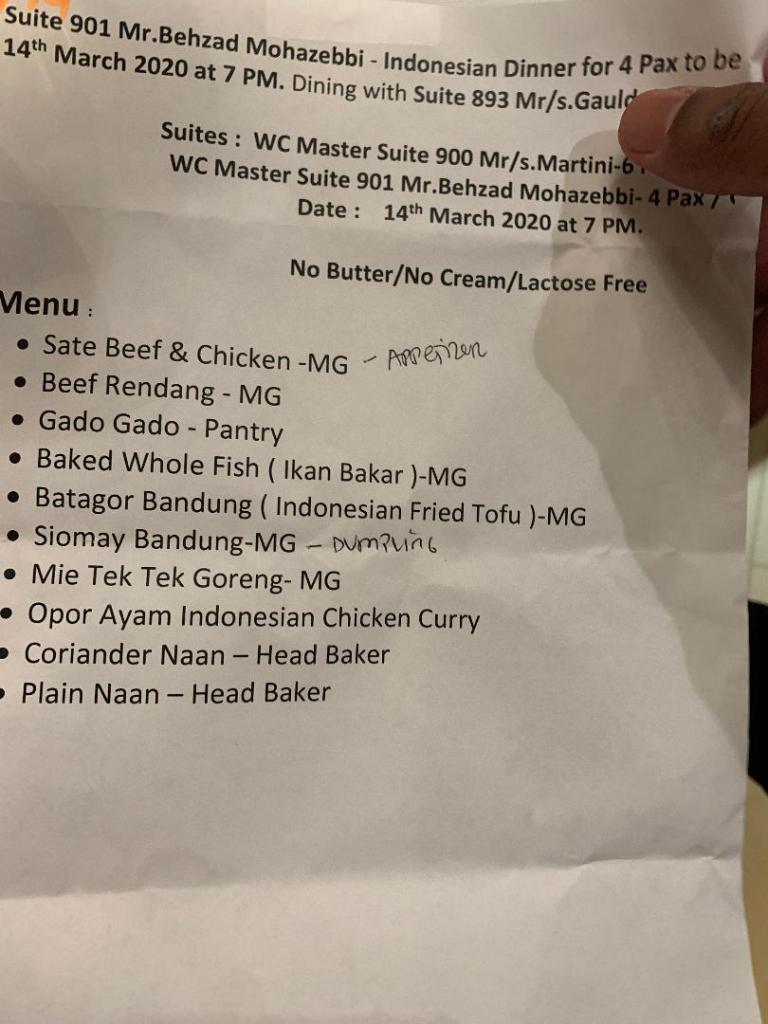 Suite 901 Mr.Behzad Mohazebbi - Indonesian Dinner for 4 Pax to be
14th March 2020 at 7 PM. Dining with Suite 893 Mr/s.Gauld
Suites : WC Master Suite 900 Mr/s.Martini-6
WC Master Suite 901 Mr.Behzad Mohazebbi- 4 Pax /
Date : 14th March 2020 at 7 PM.
No Butter/No Cream/Lactose Free
Menu :
• Sate Beef & Chicken -MG – Appetizer
• Beef Rendang - MG
• Gado Gado - Pantry
• Baked Whole Fish ( Ikan Bakar )-MG
• Batagor Bandung ( Indonesian Fried Tofu )-MG
• Siomay Bandung-MG – DUMPLING
• Mie Tek Tek Goreng- MG
• Opor Ayam Indonesian Chicken Curry
• Coriander Naan – Head Baker
• Plain Naan – Head Baker